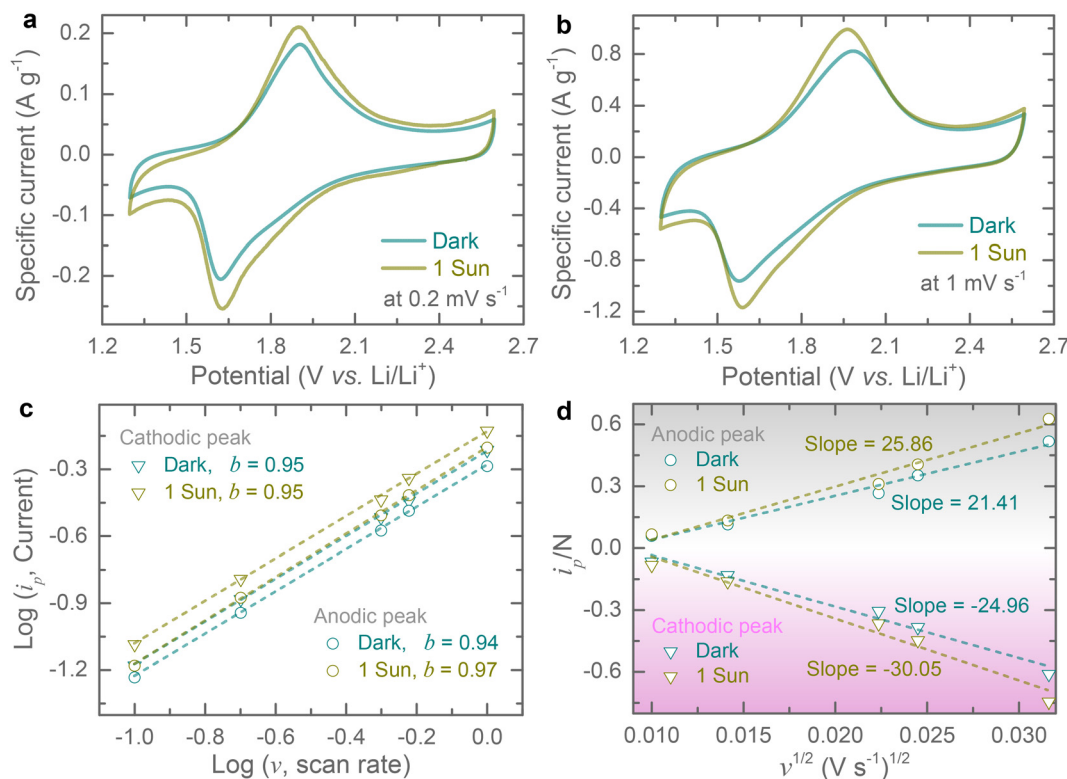 a
0.2
0.1
0.0
-0.1
-0.2
Specific current (A g⁻¹)
Dark
1 Sun
at 0.2 mV s⁻¹
1.2 1.5 1.8 2.1 2.4 2.7
Potential (V vs. Li/Li⁺)
b
0.8
0.4
0.0
-0.4
-0.8
-1.2
Specific current (A g⁻¹)
Dark
1 Sun
at 1 mV s⁻¹
1.2 1.5 1.8 2.1 2.4 2.7
Potential (V vs. Li/Li⁺)
c
-0.3
-0.6
-0.9
-1.2
Log (iₚ, Current)
Cathodic peak
Dark, b = 0.95
1 Sun, b = 0.95
Anodic peak
Dark, b = 0.94
1 Sun, b = 0.97
-1.0 -0.8 -0.6 -0.4 -0.2 0.0
Log (v, scan rate)
d
0.6
0.3
0.0
-0.3
-0.6
iₚ/N
Anodic peak
Dark
1 Sun
Slope = 25.86
Slope = 21.41
Slope = -24.96
Cathodic peak
Dark
1 Sun
Slope = -30.05
0.010 0.015 0.020 0.025 0.030
v¹ᐟ² (V s⁻¹)¹ᐟ²